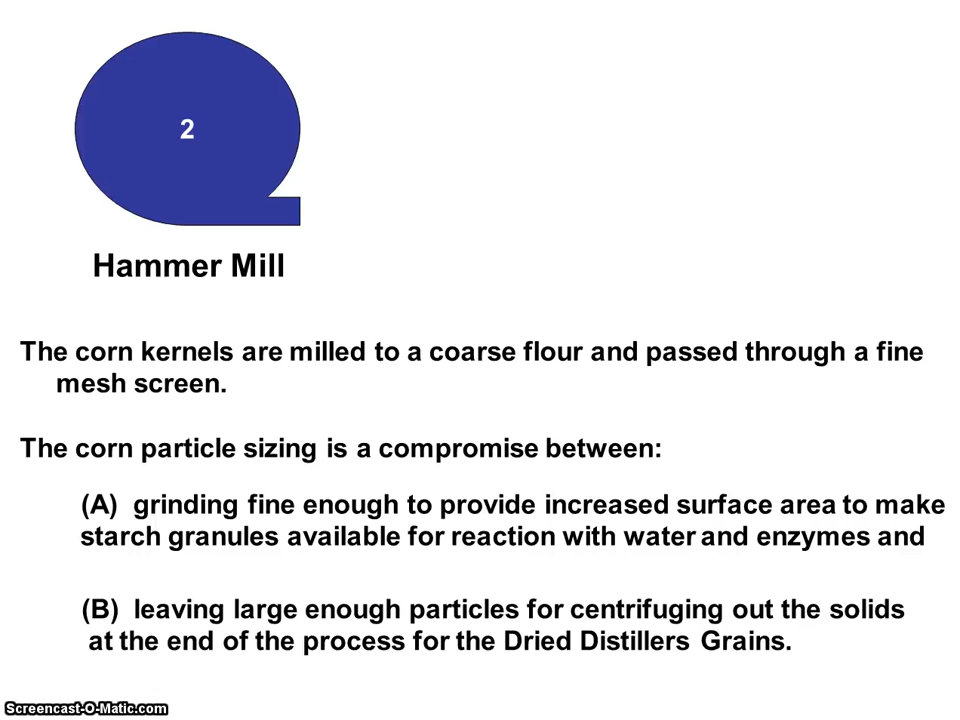 2
Hammer Mill
The corn kernels are milled to a coarse flour and passed through a fine
mesh screen.
The corn particle sizing is a compromise between:
(A) grinding fine enough to provide increased surface area to make
starch granules available for reaction with water and enzymes and
(B) leaving large enough particles for centrifuging out the solids
at the end of the process for the Dried Distillers Grains.
Screencast-O-Matic.com